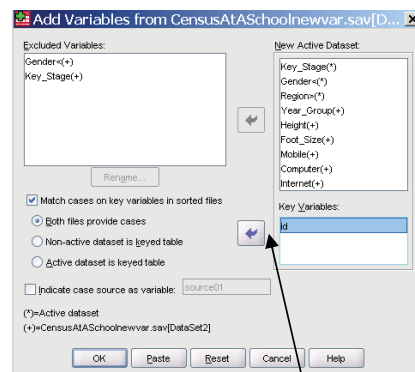 Add Variables from CensusAtASchoolnewvar.sav[D...
Excluded Variables:
Gender<(+)
Key_Stage(+)
New Active Dataset:
Key_Stage(*)
Gender<(*)
Region>(*)
Year_Group(+)
Height(+)
Foot_Size(+)
Mobile(+)
Computer(+)
Internet(+)
Rename...
Match cases on key variables in sorted files
Both files provide cases
Non-active dataset is keyed table
Active dataset is keyed table
Key Variables:
id
Indicate case source as variable: source01
(*)=Active dataset
(+)=CensusAtASchoolnewvar.sav[DataSet2]
OK Paste Reset Cancel Help